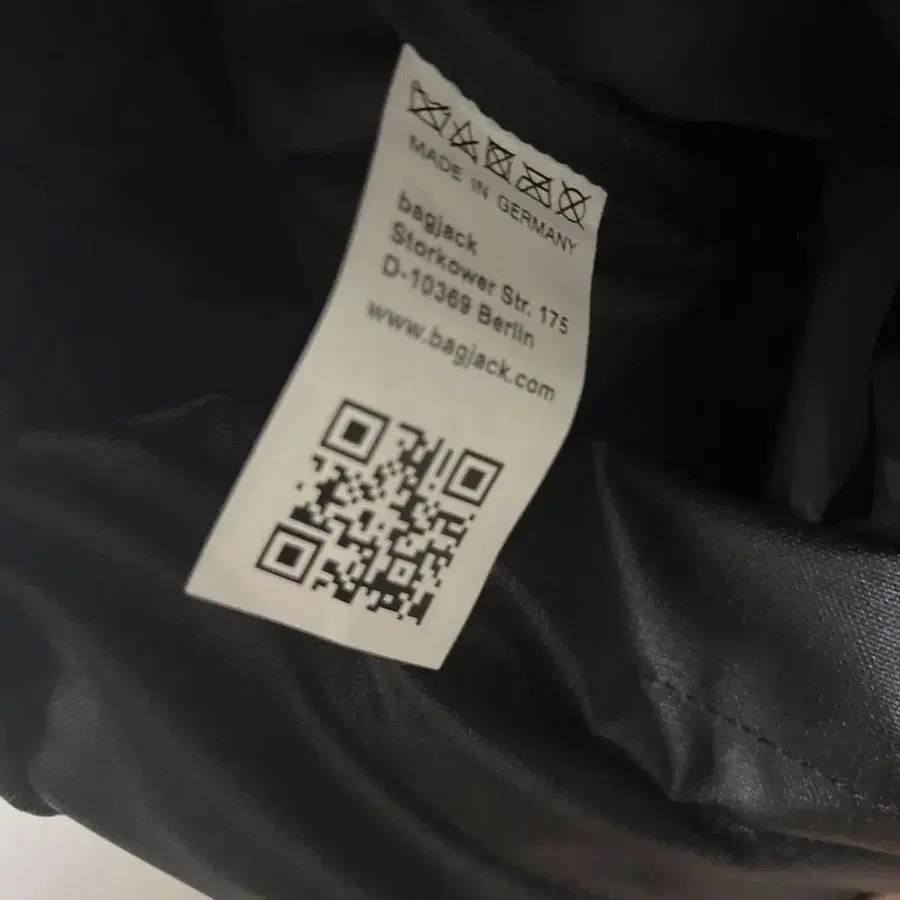 MADE IN GERMANY
bagjack
Storkower Str. 175
D-10369 Berlin
www.bagjack.com